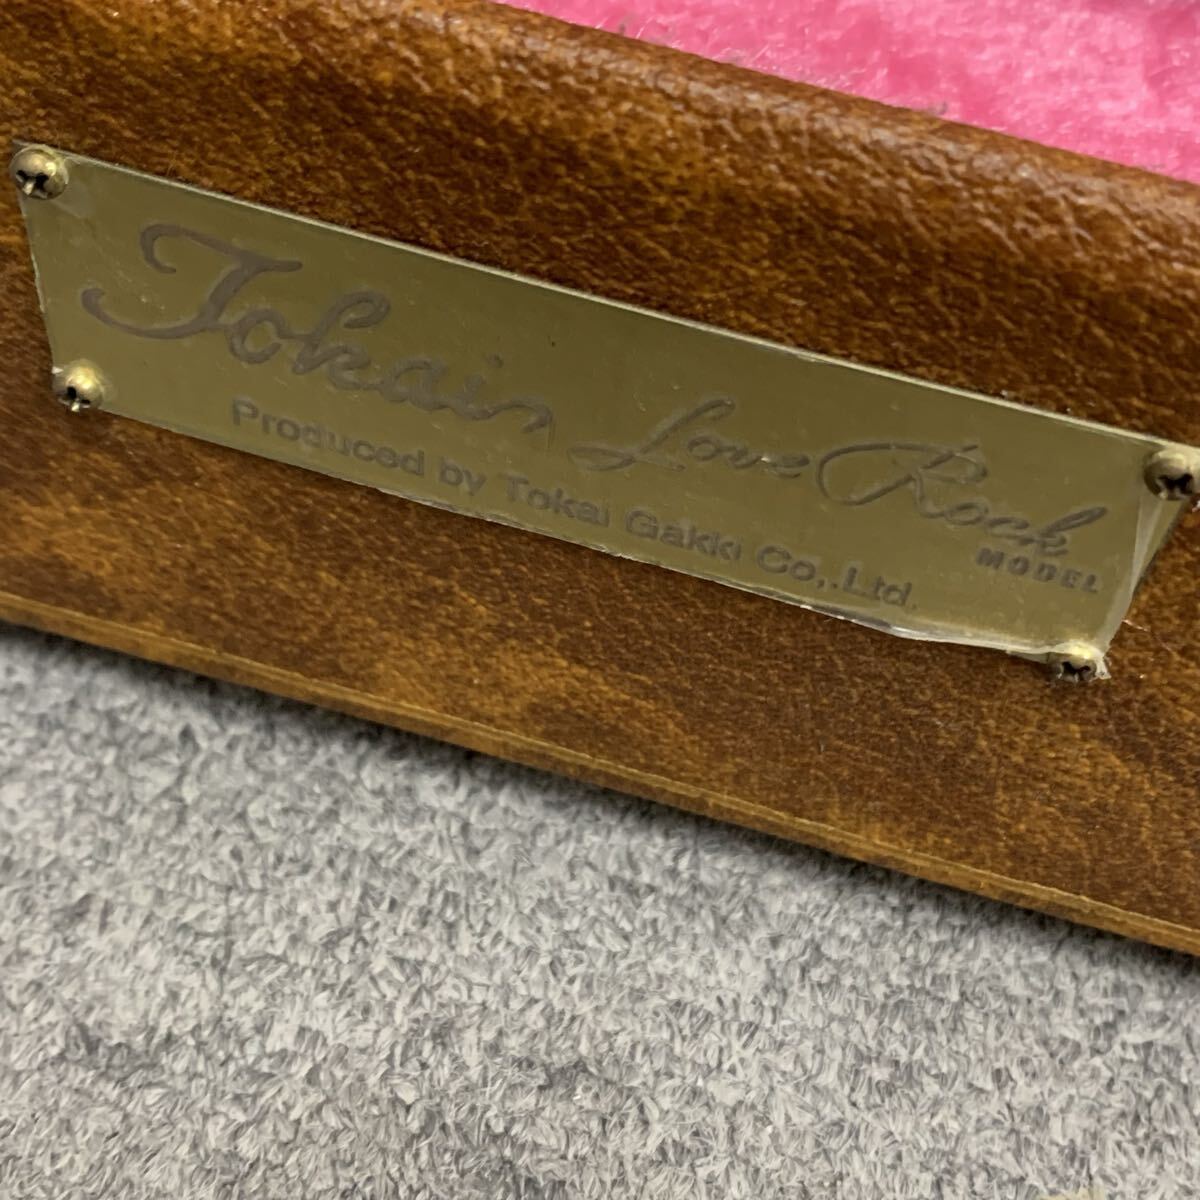 Tokai Love Rock
MODEL
Produced by Tokai Gakki Co,.Ltd.